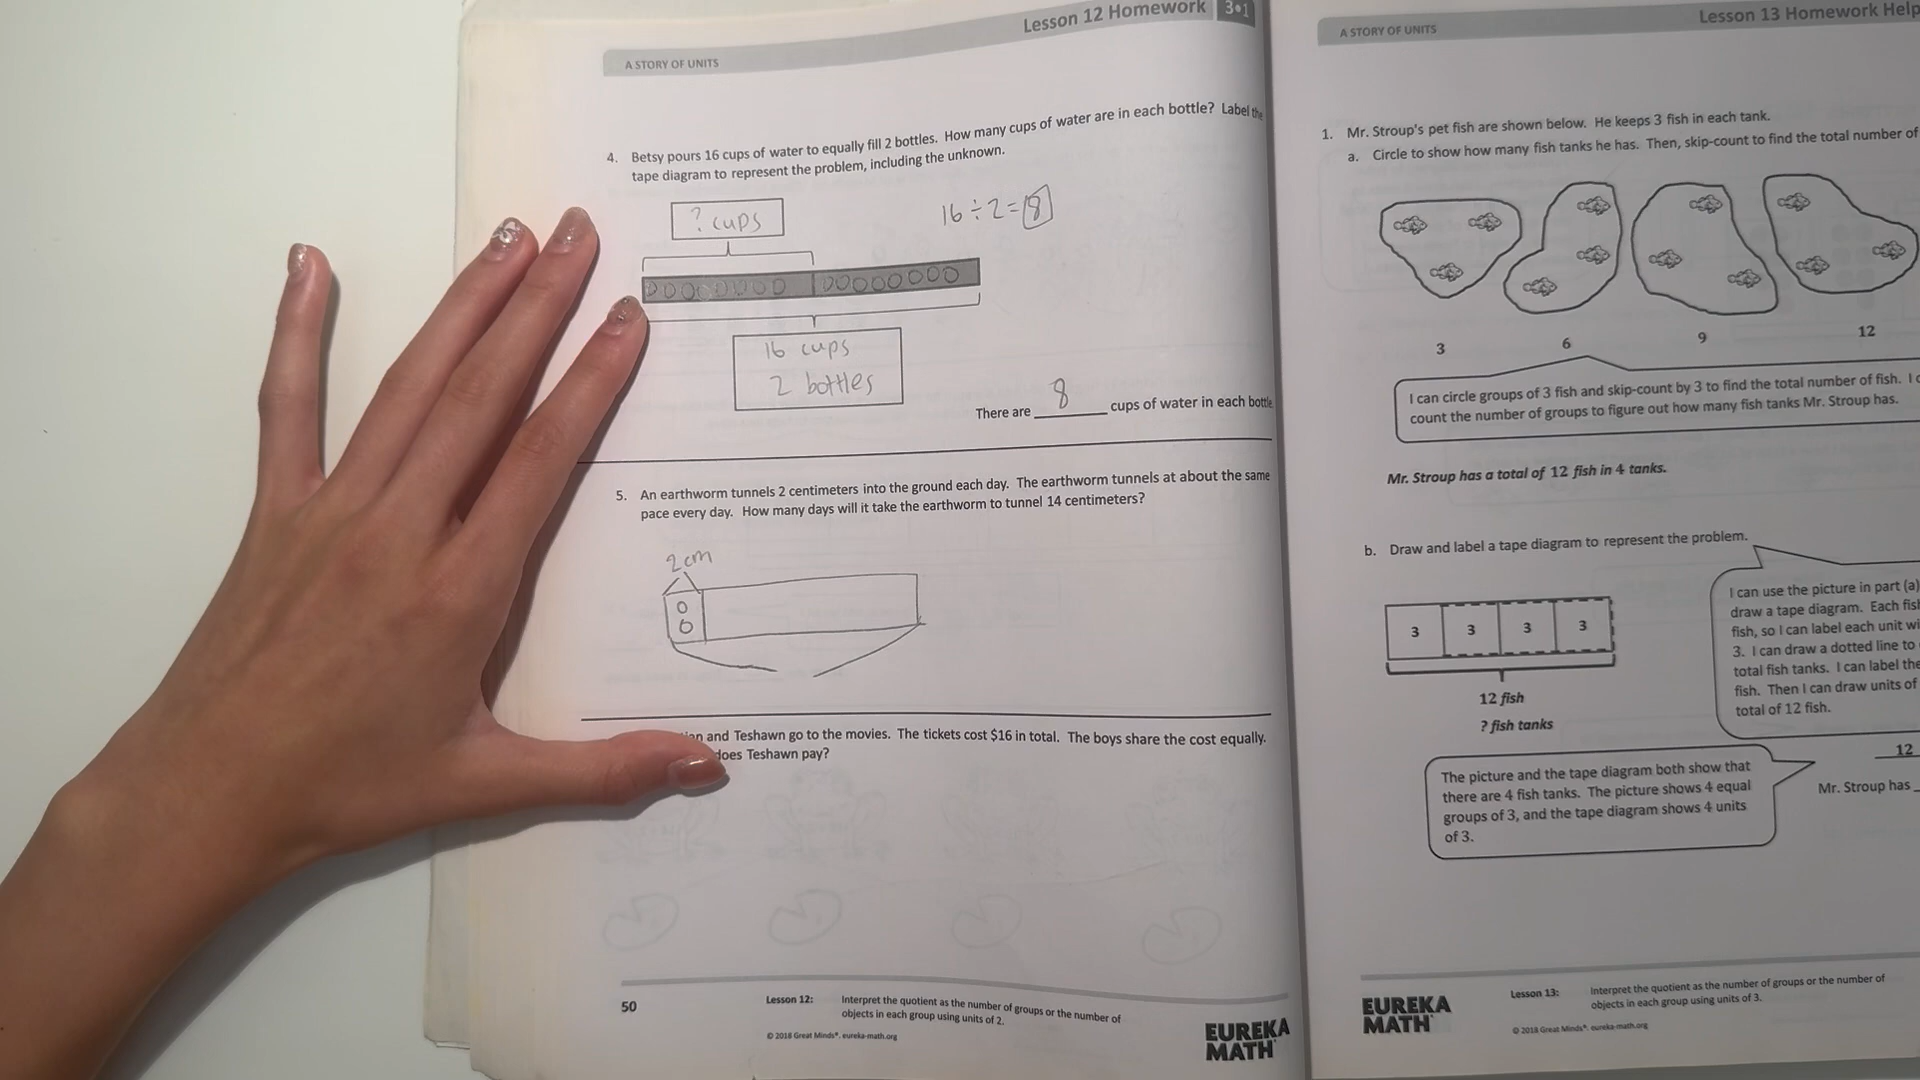 Lesson 12 Homework 3•1
A STORY OF UNITS
4. Betsy pours 16 cups of water to equally fill 2 bottles. How many cups of water are in each bottle? Label the
tape diagram to represent the problem, including the unknown.
? cups
16 ÷ 2 = 8
16 cups
2 bottles
There are 8 cups of water in each bottle
5. An earthworm tunnels 2 centimeters into the ground each day. The earthworm tunnels at about the same
pace every day. How many days will it take the earthworm to tunnel 14 centimeters?
2cm
and Teshawn go to the movies. The tickets cost $16 in total. The boys share the cost equally.
does Teshawn pay?
50
Lesson 12: Interpret the quotient as the number of groups or the number of
objects in each group using units of 2.
© 2018 Great Minds®. eureka-math.org
EUREKA
MATH
Lesson 13 Homework Help
A STORY OF UNITS
1. Mr. Stroup's pet fish are shown below. He keeps 3 fish in each tank.
a. Circle to show how many fish tanks he has. Then, skip-count to find the total number of
3 6 9 12
I can circle groups of 3 fish and skip-count by 3 to find the total number of fish. I
count the number of groups to figure out how many fish tanks Mr. Stroup has.
Mr. Stroup has a total of 12 fish in 4 tanks.
b. Draw and label a tape diagram to represent the problem.
3 3 3 3
12 fish
? fish tanks
I can use the picture in part (a)
draw a tape diagram. Each fish
fish, so I can label each unit wi
3. I can draw a dotted line to
total fish tanks. I can label the
fish. Then I can draw units of
total of 12 fish.
12
Mr. Stroup has
The picture and the tape diagram both show that
there are 4 fish tanks. The picture shows 4 equal
groups of 3, and the tape diagram shows 4 units
of 3.
EUREKA
MATH
Lesson 13: Interpret the quotient as the number of groups or the number of
objects in each group using units of 3.
© 2018 Great Minds®. eureka-math.org